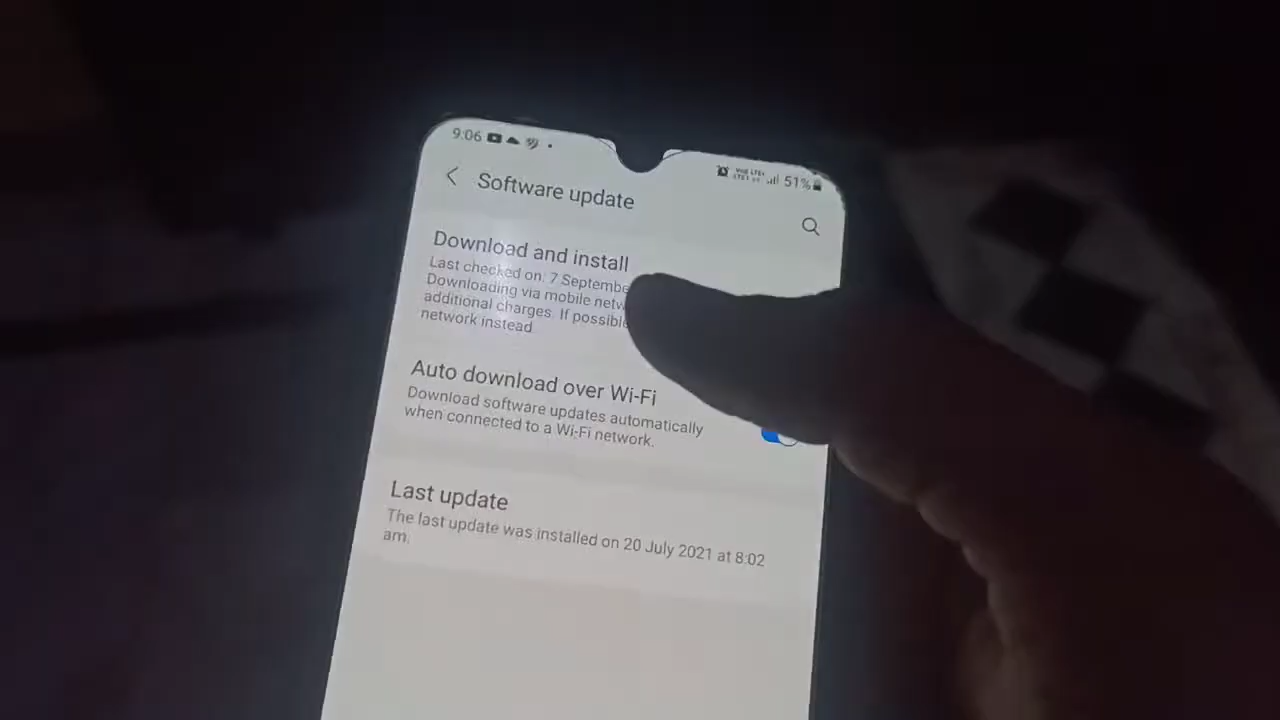 9:06
51%
Software update
Download and install
Last checked on: 7 Septembe
Downloading via mobile netw
additional charges. If possible
network instead.
Auto download over Wi-Fi
Download software updates automatically
when connected to a Wi-Fi network.
Last update
The last update was installed on 20 July 2021 at 8:02
am.